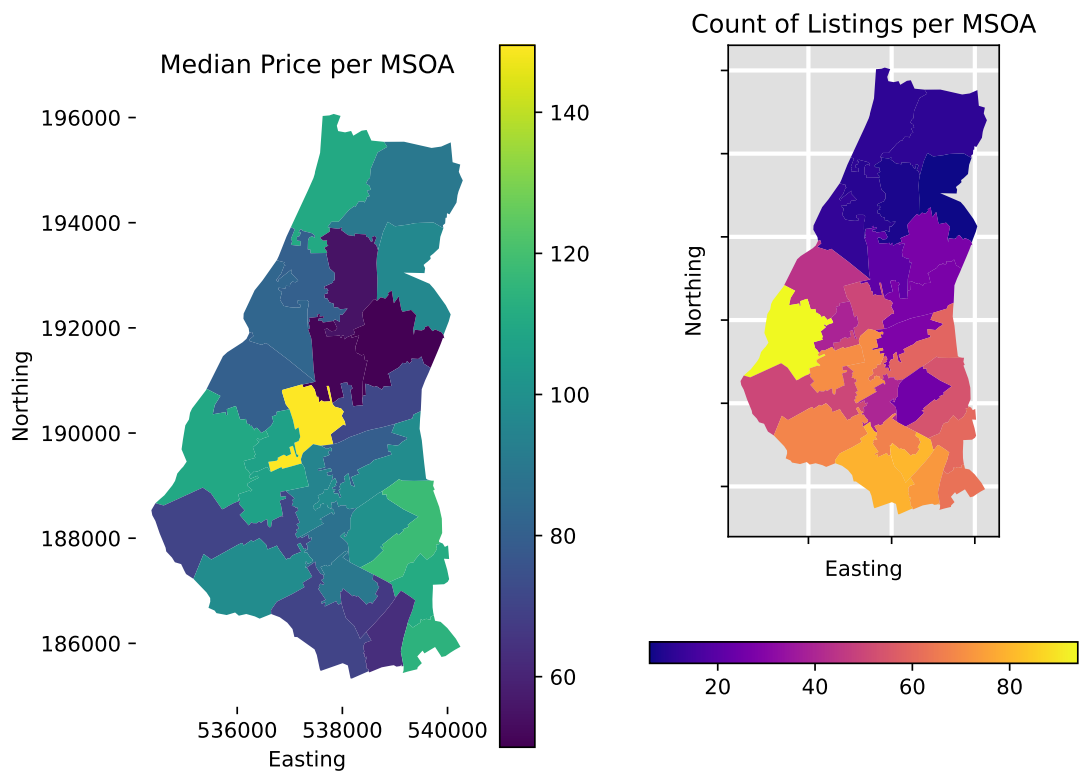 Median Price per MSOA
196000
194000
192000
190000
188000
186000
Northing
536000 538000 540000
Easting
140
120
100
80
60
Count of Listings per MSOA
Northing
Easting
20 40 60 80